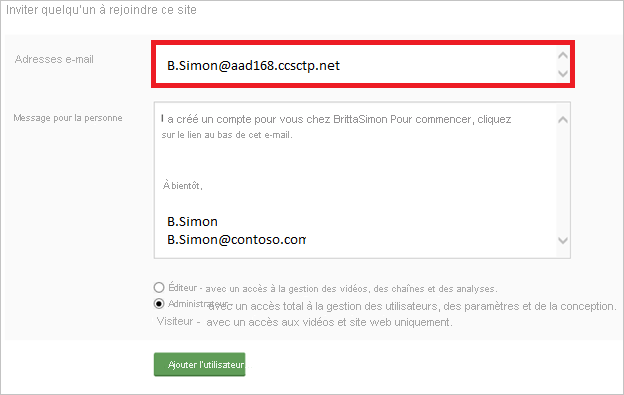 Inviter quelqu'un à rejoindre ce site
Adresses e-mail
B.Simon@aad168.ccsctp.net
Message pour la personne
I a créé un compte pour vous chez BrittaSimon Pour commencer, cliquez
sur le lien au bas de cet e-mail.
À bientôt,
B.Simon
B.Simon@contoso.com
Éditeur - avec un accès à la gestion des vidéos, des chaînes et des analyses.
Administrateur - avec un accès total à la gestion des utilisateurs, des paramètres et de la conception.
Visiteur - avec un accès aux vidéos et site web uniquement.
Ajouter l'utilisateur